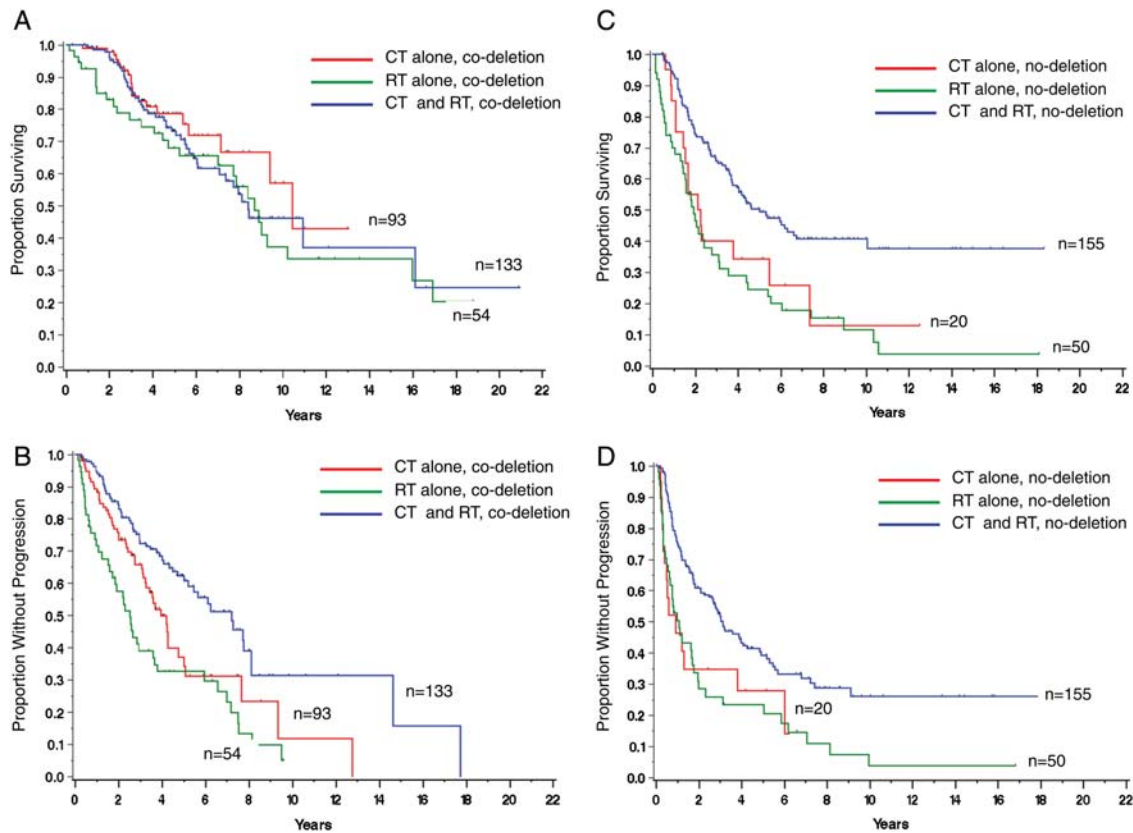 A
Proportion Surviving
1.0
0.9
0.8
0.7
0.6
0.5
0.4
0.3
0.2
0.1
0.0
CT alone, co-deletion
RT alone, co-deletion
CT and RT, co-deletion
n=93
n=133
n=54
0 2 4 6 8 10 12 14 16 18 20 22
Years
C
Proportion Surviving
1.0
0.9
0.8
0.7
0.6
0.5
0.4
0.3
0.2
0.1
0.0
CT alone, no-deletion
RT alone, no-deletion
CT and RT, no-deletion
n=155
n=20
n=50
0 2 4 6 8 10 12 14 16 18 20 22
Years
B
Proportion Without Progression
1.0
0.9
0.8
0.7
0.6
0.5
0.4
0.3
0.2
0.1
0.0
CT alone, co-deletion
RT alone, co-deletion
CT and RT, co-deletion
n=133
n=93
n=54
0 2 4 6 8 10 12 14 16 18 20 22
Years
D
Proportion Without Progression
1.0
0.9
0.8
0.7
0.6
0.5
0.4
0.3
0.2
0.1
0.0
CT alone, no-deletion
RT alone, no-deletion
CT and RT, no-deletion
n=155
n=20
n=50
0 2 4 6 8 10 12 14 16 18 20 22
Years